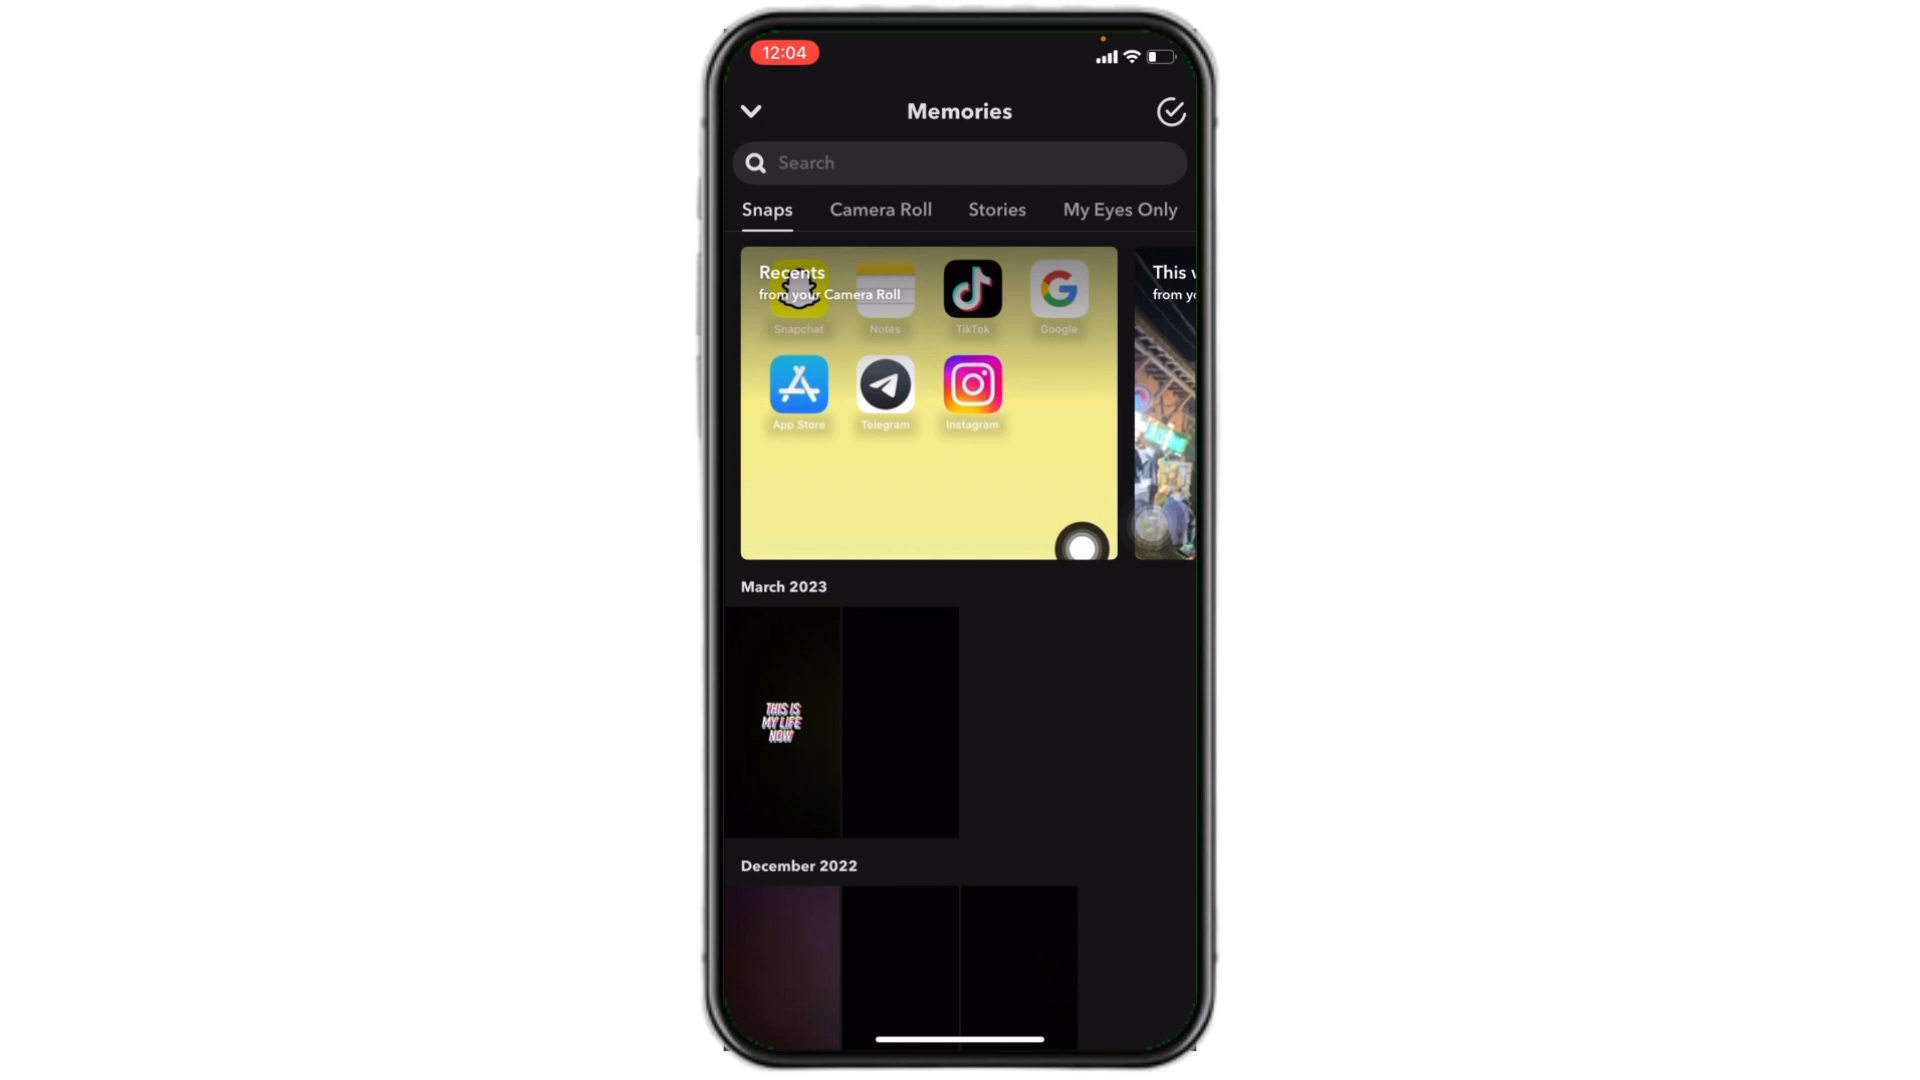 12:04
Memories
Search
Snaps Camera Roll Stories My Eyes Only
Recents
from your Camera Roll
This
from
Snapchat Notes TikTok Google
App Store Telegram Instagram
March 2023
THIS IS
MY LIFE
NOW
December 2022